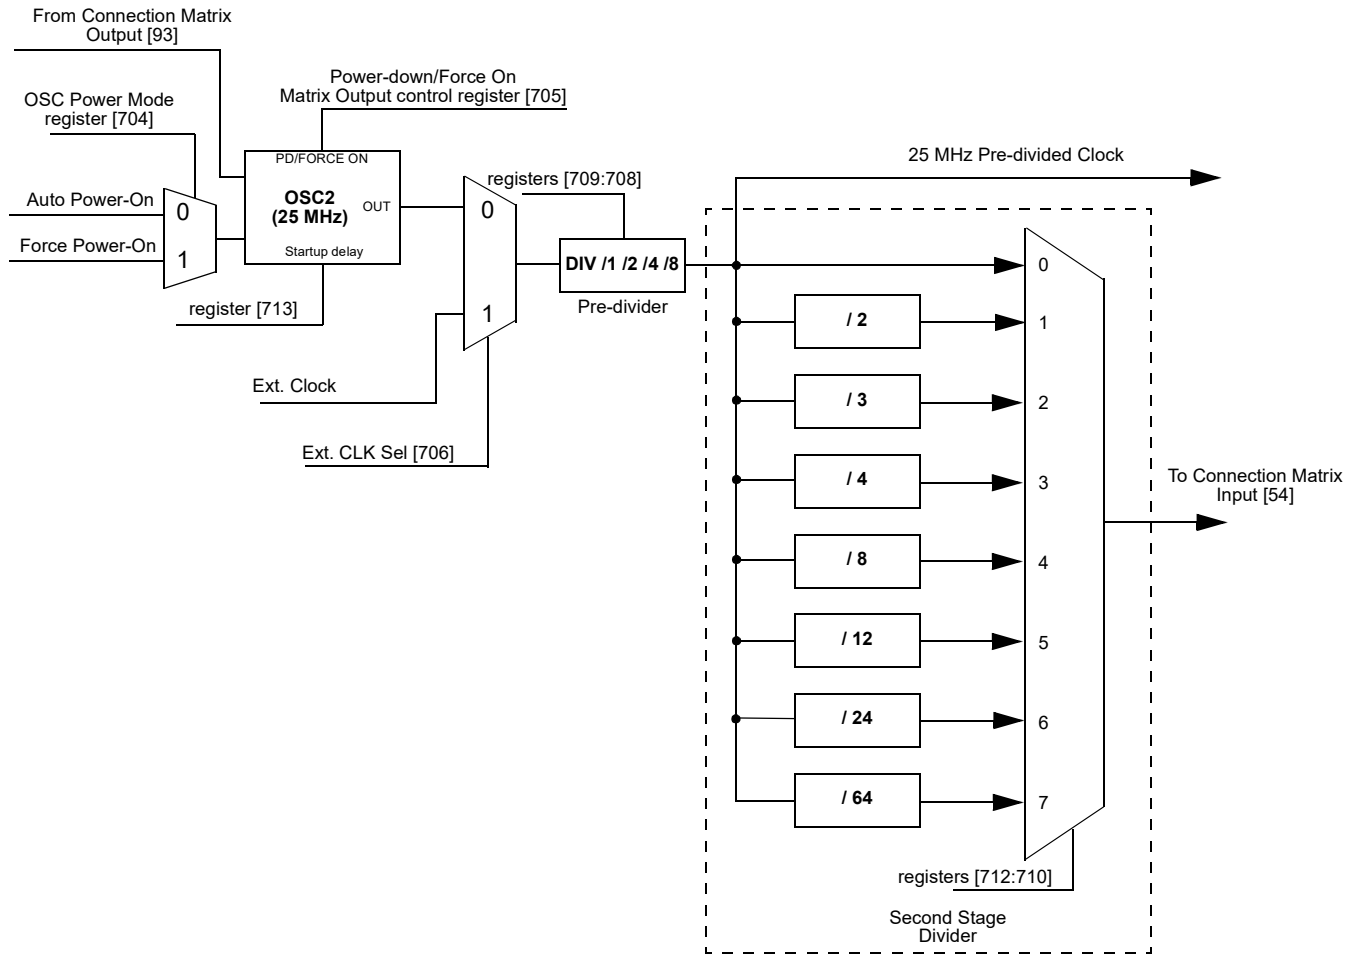 From Connection Matrix
Output [93]
Power-down/Force On
Matrix Output control register [705]
OSC Power Mode
register [704]
PD/FORCE ON
OSC2
(25 MHz)
OUT
Startup delay
Auto Power-On
0
Force Power-On
1
register [713]
0
1
Ext. Clock
Ext. CLK Sel [706]
registers [709:708]
DIV /1 /2 /4 /8
Pre-divider
25 MHz Pre-divided Clock
0
/ 2
1
/ 3
2
/ 4
3
/ 8
4
/ 12
5
/ 24
6
/ 64
7
registers [712:710]
Second Stage
Divider
To Connection Matrix
Input [54]